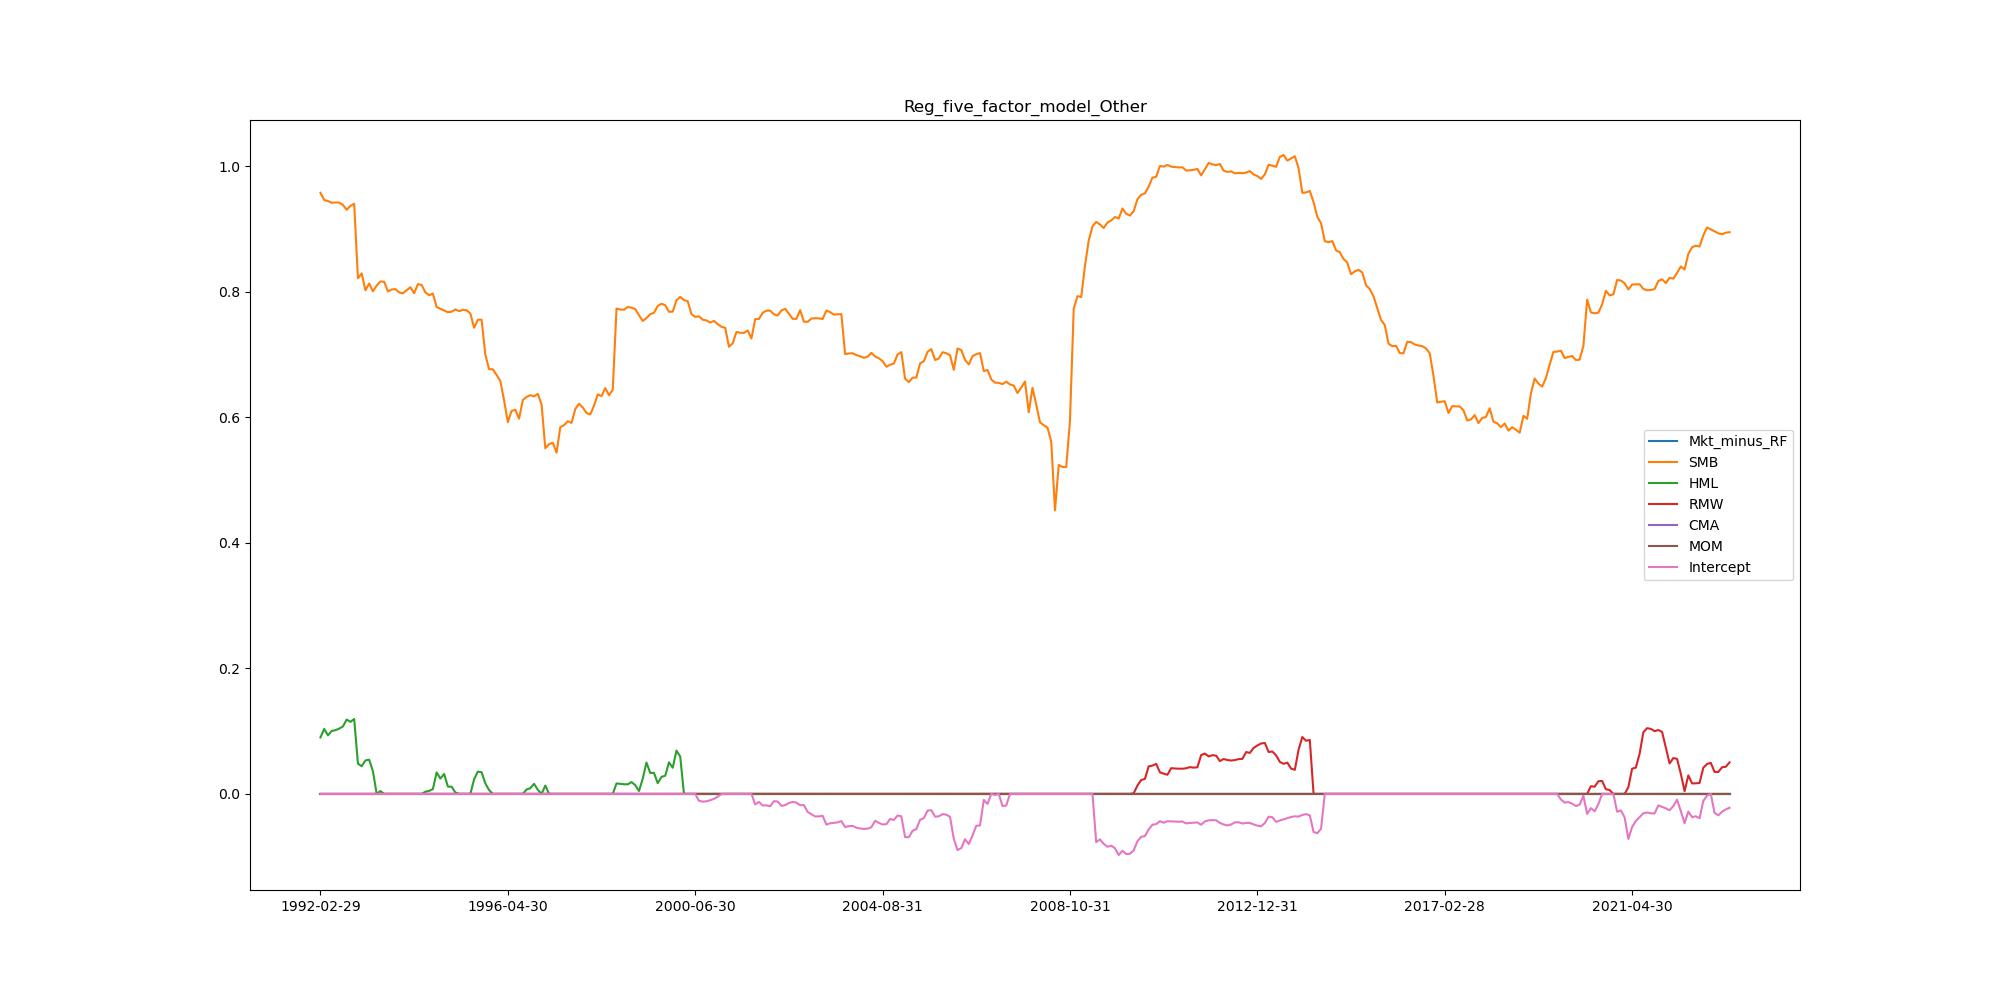 Reg_five_factor_model_Other
1.0
0.8
0.6
0.4
0.2
0.0
Mkt_minus_RF
SMB
HML
RMW
CMA
MOM
Intercept
1992-02-29 1996-04-30 2000-06-30 2004-08-31 2008-10-31 2012-12-31 2017-02-28 2021-04-30